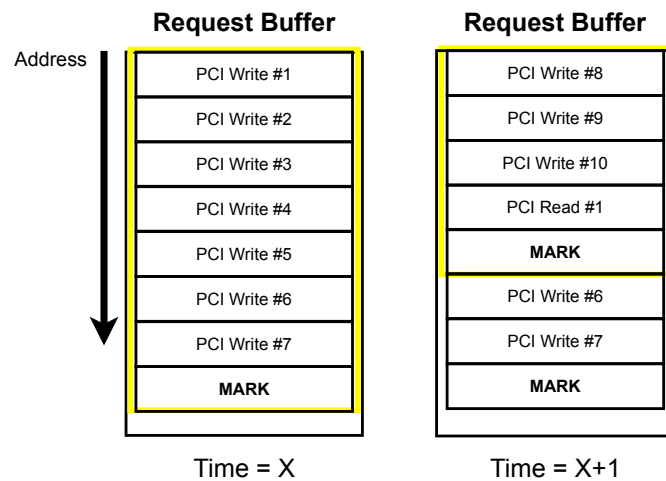 Request Buffer
Address
PCI Write #1
PCI Write #2
PCI Write #3
PCI Write #4
PCI Write #5
PCI Write #6
PCI Write #7
MARK
Time = X
Request Buffer
PCI Write #8
PCI Write #9
PCI Write #10
PCI Read #1
MARK
PCI Write #6
PCI Write #7
MARK
Time = X+1